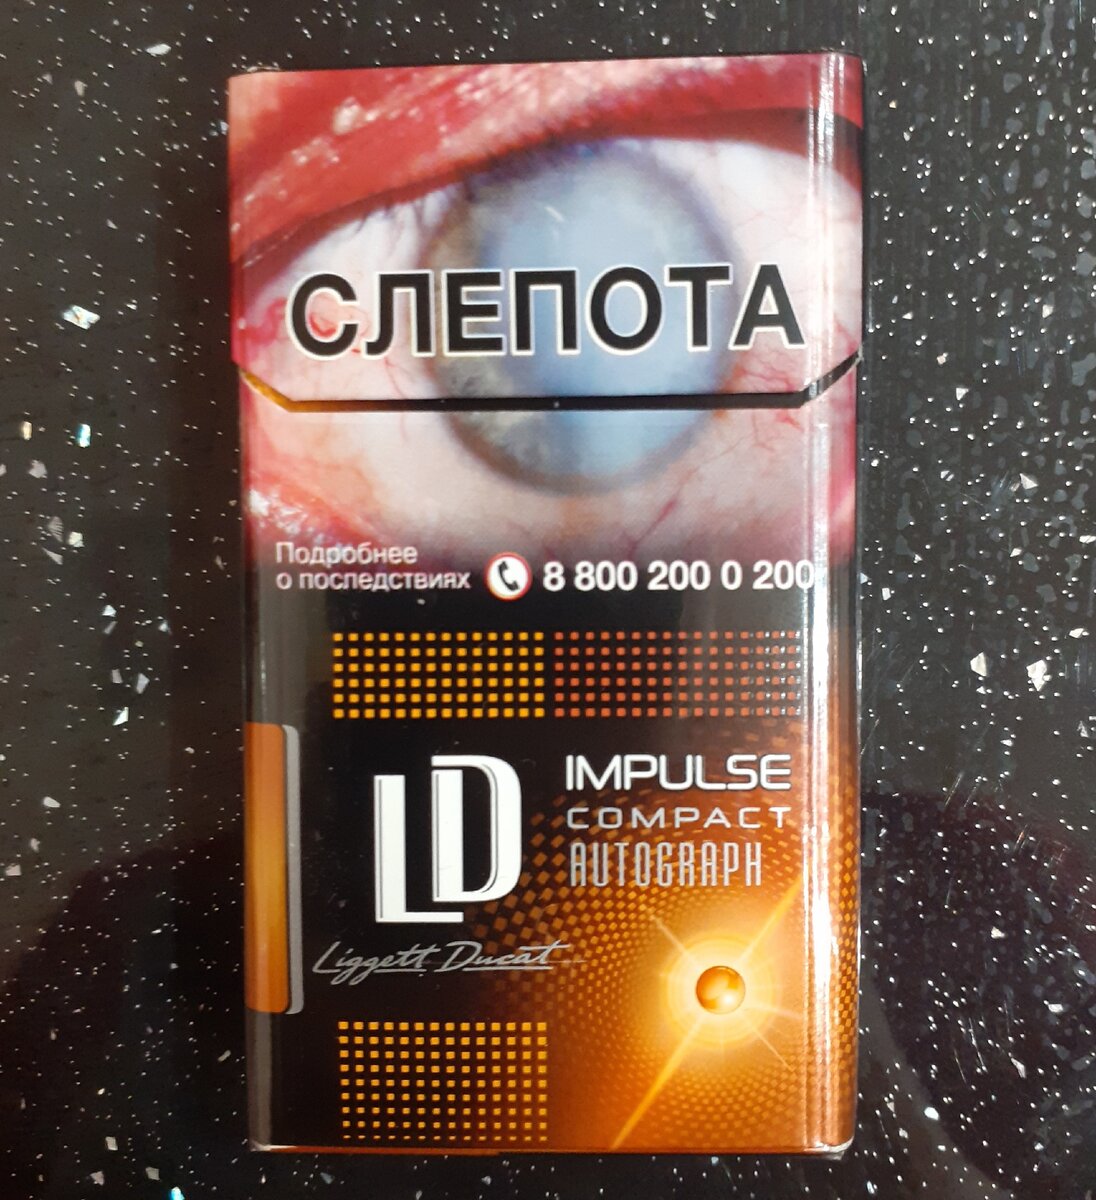 СЛЕПОТА
Подробнее
о последствиях 8 800 200 0 200
LD
IMPULSE
COMPACT
AUTOGRAPH
Liggett Ducat